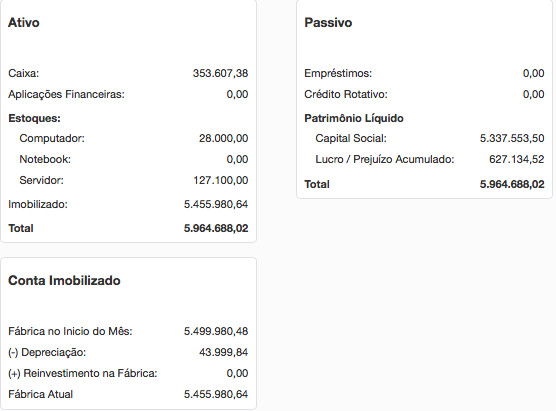 Ativo
Caixa: 353.607,38
Aplicações Financeiras: 0,00
Estoques:
Computador: 28.000,00
Notebook: 0,00
Servidor: 127.100,00
Imobilizado: 5.455.980,64
Total 5.964.688,02
Passivo
Empréstimos: 0,00
Crédito Rotativo: 0,00
Patrimônio Líquido
Capital Social: 5.337.553,50
Lucro / Prejuízo Acumulado: 627.134,52
Total 5.964.688,02
Conta Imobilizado
Fábrica no Inicio do Mês: 5.499.980,48
(-) Depreciação: 43.999,84
(+) Reinvestimento na Fábrica: 0,00
Fábrica Atual 5.455.980,64